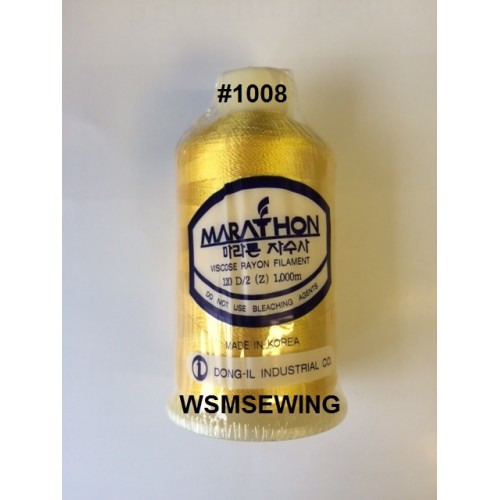 #1008
MARATHON
마라톤 자수사
VISCOSE RAYON FILAMENT
120 D/2 (Z) 1,000m
DO NOT USE BLEACHING AGENTS
MADE IN KOREA
DONG-IL INDUSTRIAL CO.
WSMSEWING